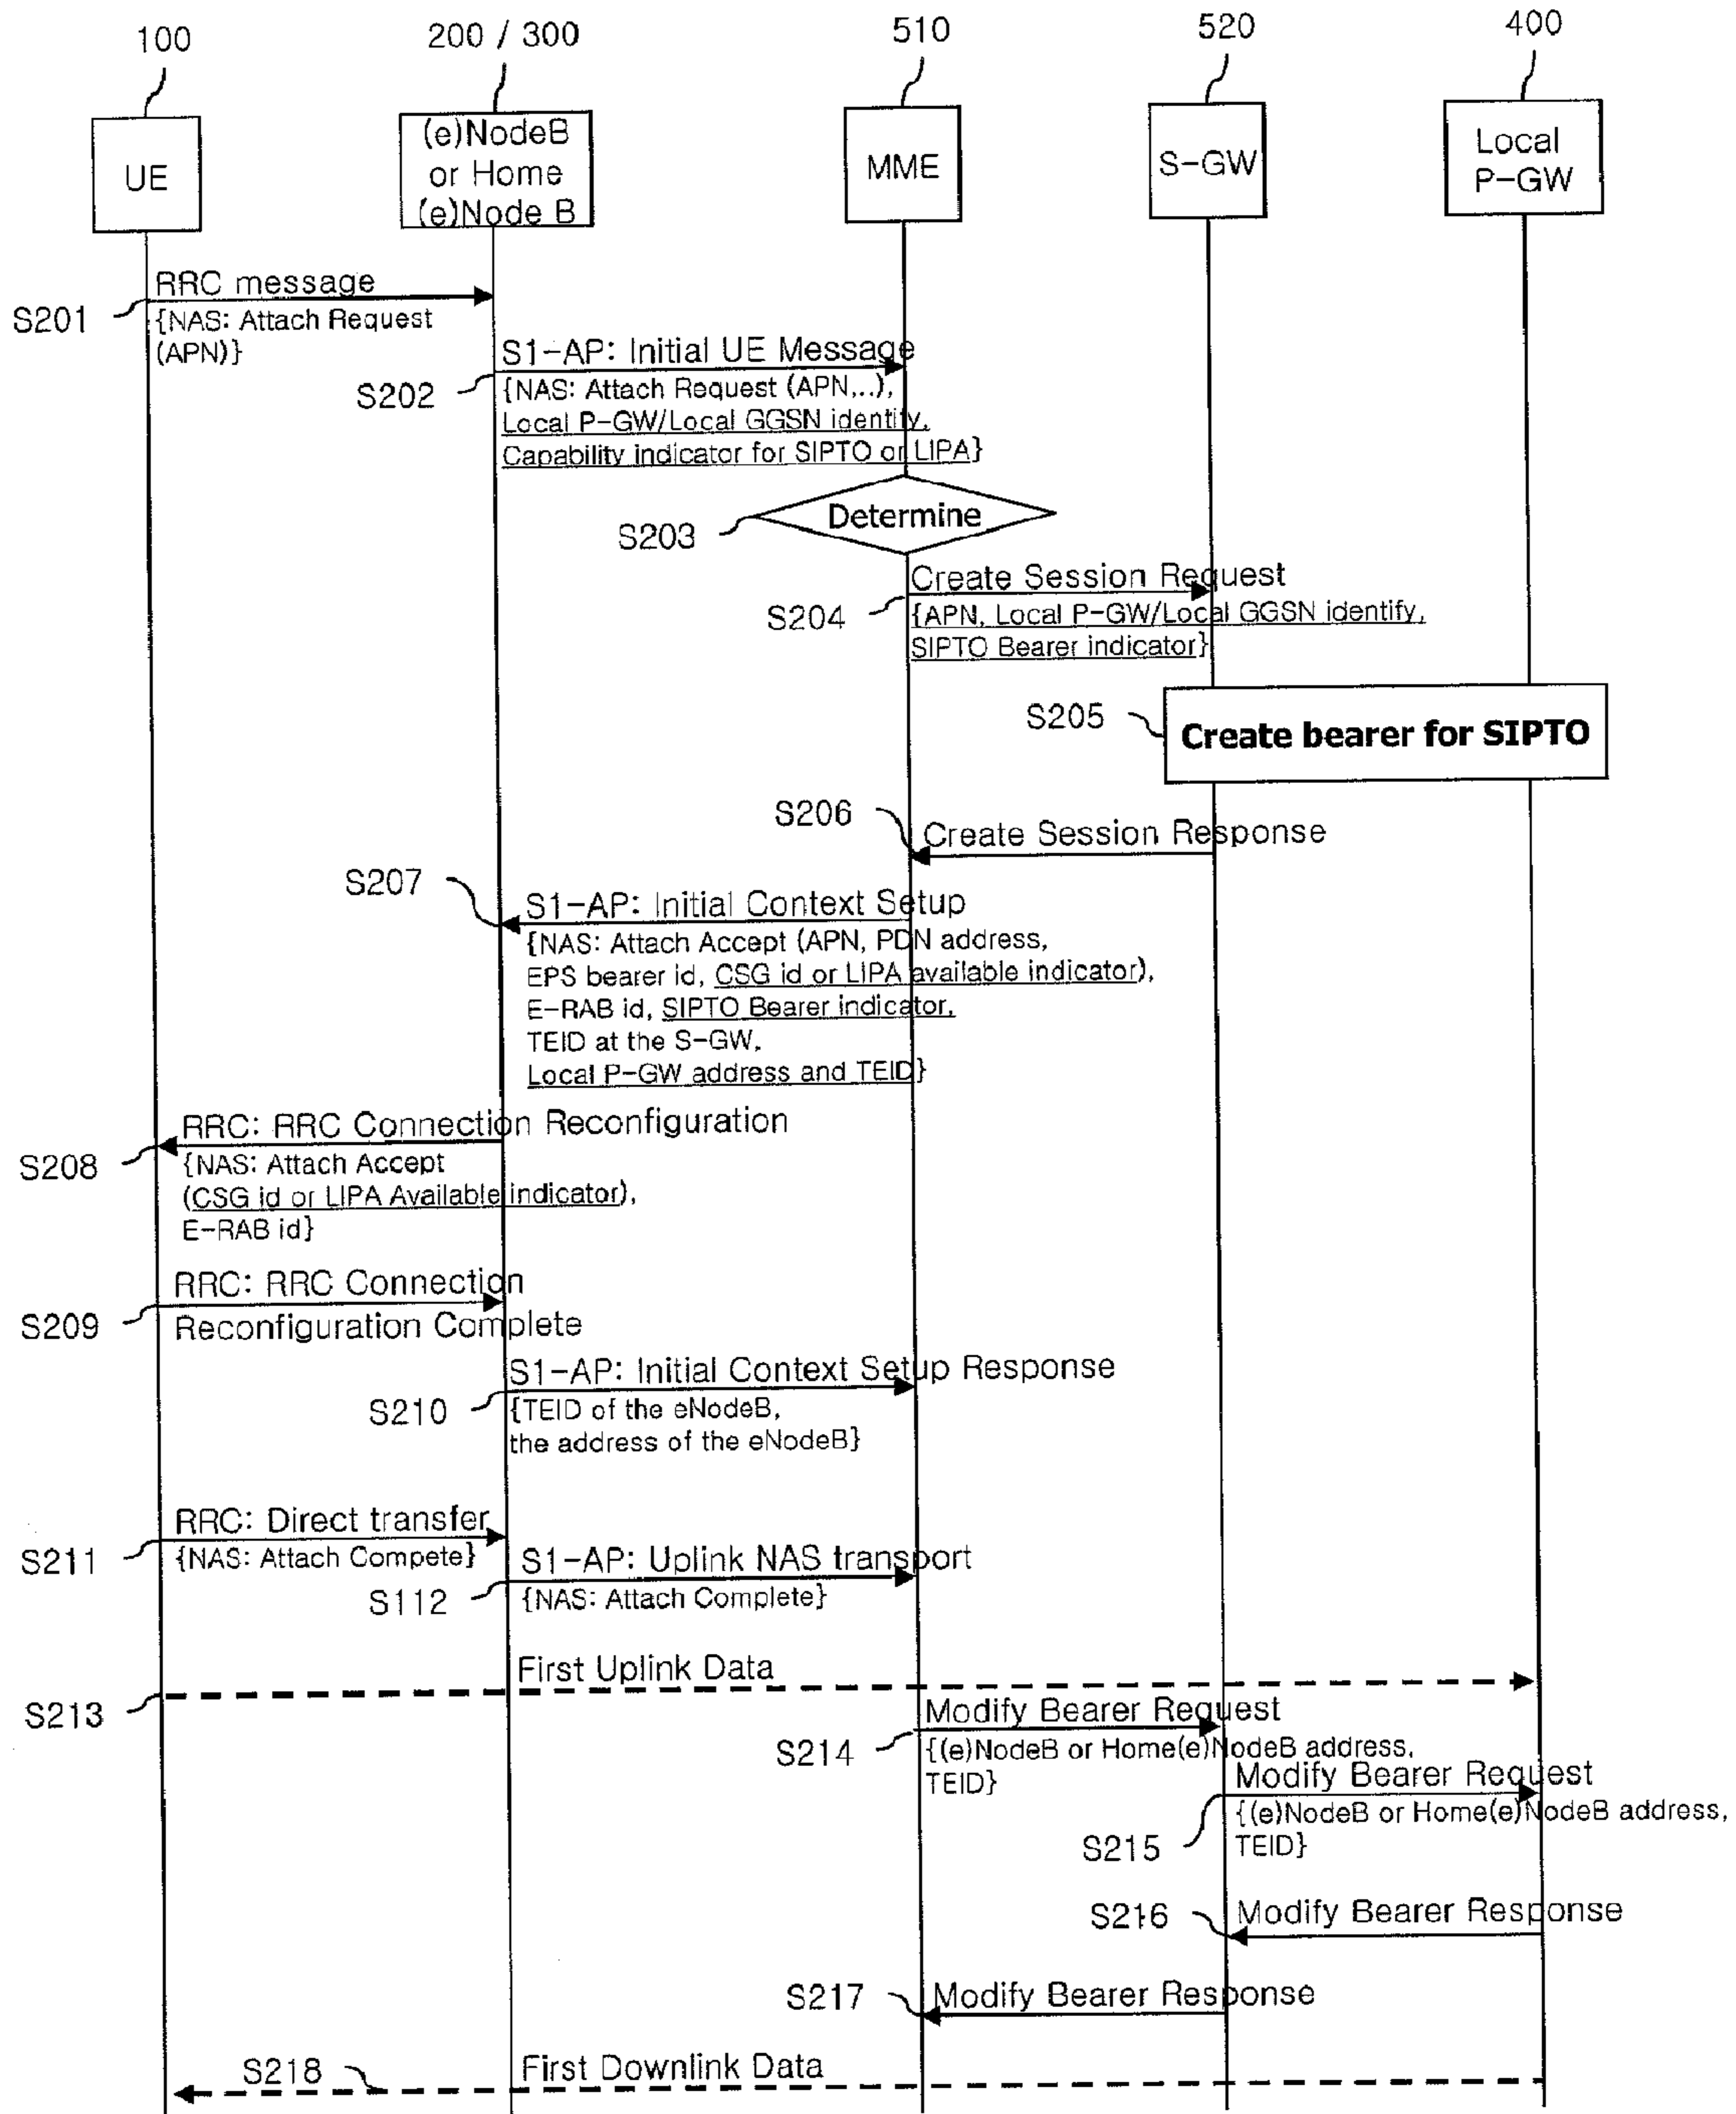 100
200 / 300
510
520
400
UE
(e)NodeB
or Home
(e)Node B
MME
S-GW
Local
P-GW
RRC message
S201
{NAS: Attach Request
(APN)}
S1-AP: Initial UE Message
S202
{NAS: Attach Request (APN,..),
Local P-GW/Local GGSN identify,
Capability indicator for SIPTO or LIPA}
S203
Determine
Create Session Request
S204
{APN, Local P-GW/Local GGSN identify,
SIPTO Bearer indicator}
S205
Create bearer for SIPTO
S206
Create Session Response
S207
S1-AP: Initial Context Setup
{NAS: Attach Accept (APN, PDN address,
EPS bearer id, CSG id or LIPA available indicator),
E-RAB id, SIPTO Bearer indicator,
TEID at the S-GW,
Local P-GW address and TEID}
RRC: RRC Connection Reconfiguration
S208
{NAS: Attach Accept
(CSG id or LIPA Available indicator),
E-RAB id}
RRC: RRC Connection
S209
Reconfiguration Complete
S1-AP: Initial Context Setup Response
S210
{TEID of the eNodeB,
the address of the eNodeB}
RRC: Direct transfer
S211
{NAS: Attach Compete}
S1-AP: Uplink NAS transport
S112
{NAS: Attach Complete}
First Uplink Data
S213
Modify Bearer Request
S214
{(e)NodeB or Home(e)NodeB address,
TEID}
Modify Bearer Request
S215
{(e)NodeB or Home(e)NodeB address,
TEID}
S216
Modify Bearer Response
S217
Modify Bearer Response
S218
First Downlink Data